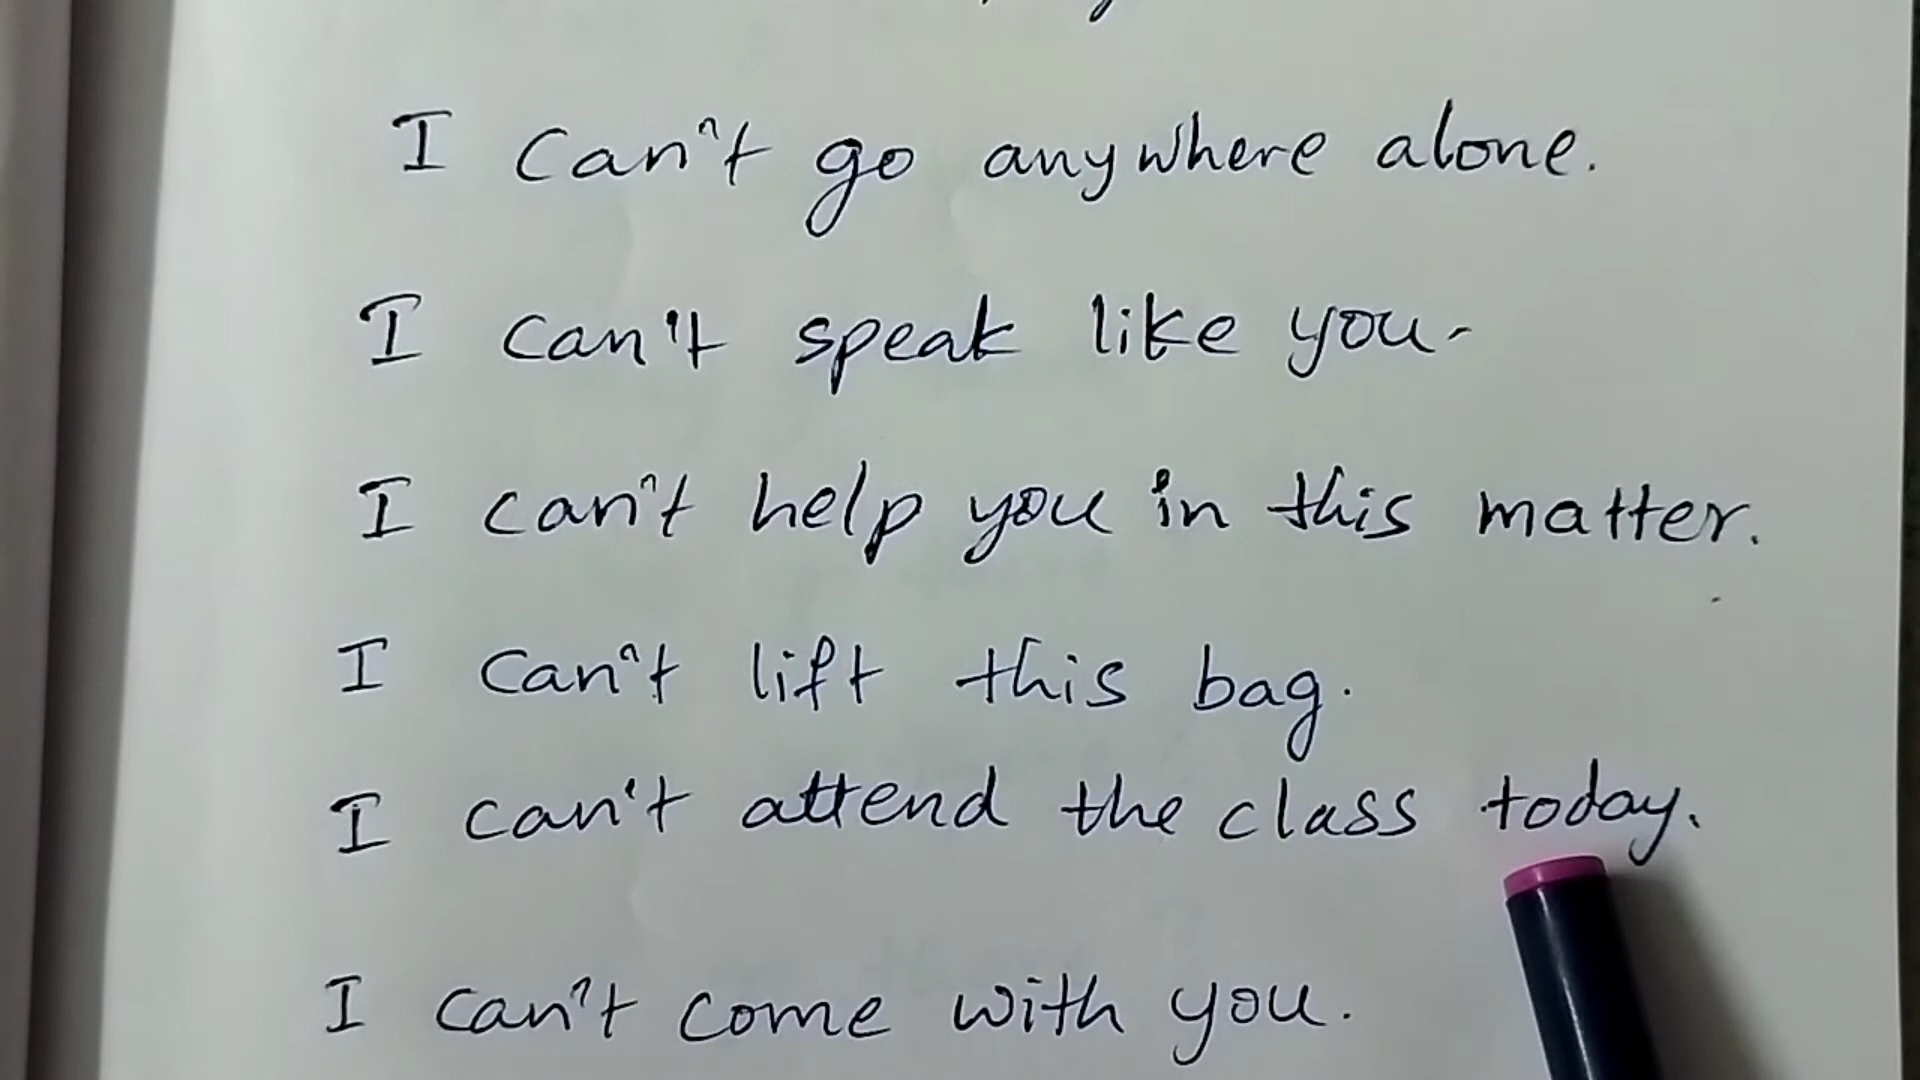 I can't go anywhere alone.
I can't speak like you.
I can't help you in this matter.
I can't lift this bag.
I can't attend the class today.
I can't come with you.